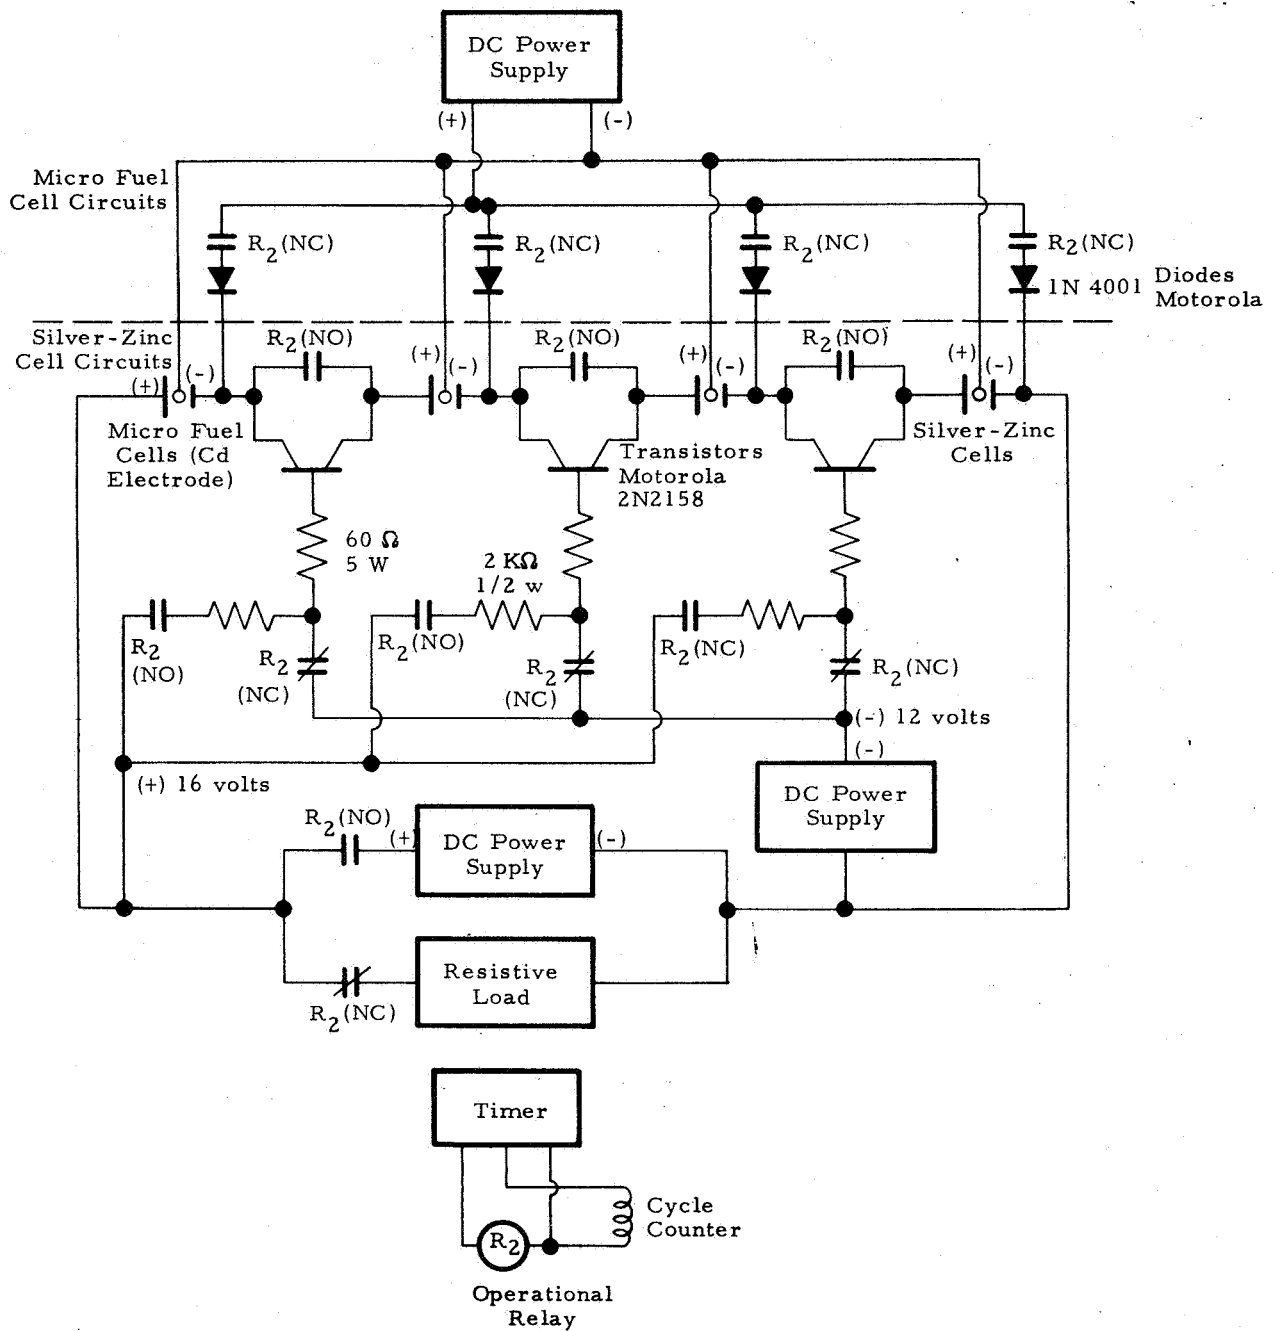 DC Power
Supply
(+)
(-)
Micro Fuel
Cell Circuits
R2(NC)
R2(NC)
R2(NC)
R2(NC)
1N 4001
Diodes
Motorola
Silver-Zinc
Cell Circuits
R2(NO)
R2(NO)
R2(NO)
(+)
(-)
(+)
(-)
(+)
(-)
(+)
(-)
Micro Fuel
Cells (Cd
Electrode)
Transistors
Motorola
2N2158
Silver-Zinc
Cells
60 Ω
5 W
2 KΩ
1/2 w
R2
(NO)
R2
(NC)
R2(NO)
R2
(NC)
R2(NC)
R2(NC)
(-) 12 volts
(-)
(+) 16 volts
DC Power
Supply
R2(NO)
(+)
DC Power
Supply
(-)
R2(NC)
Resistive
Load
Timer
Cycle
Counter
R2
Operational
Relay